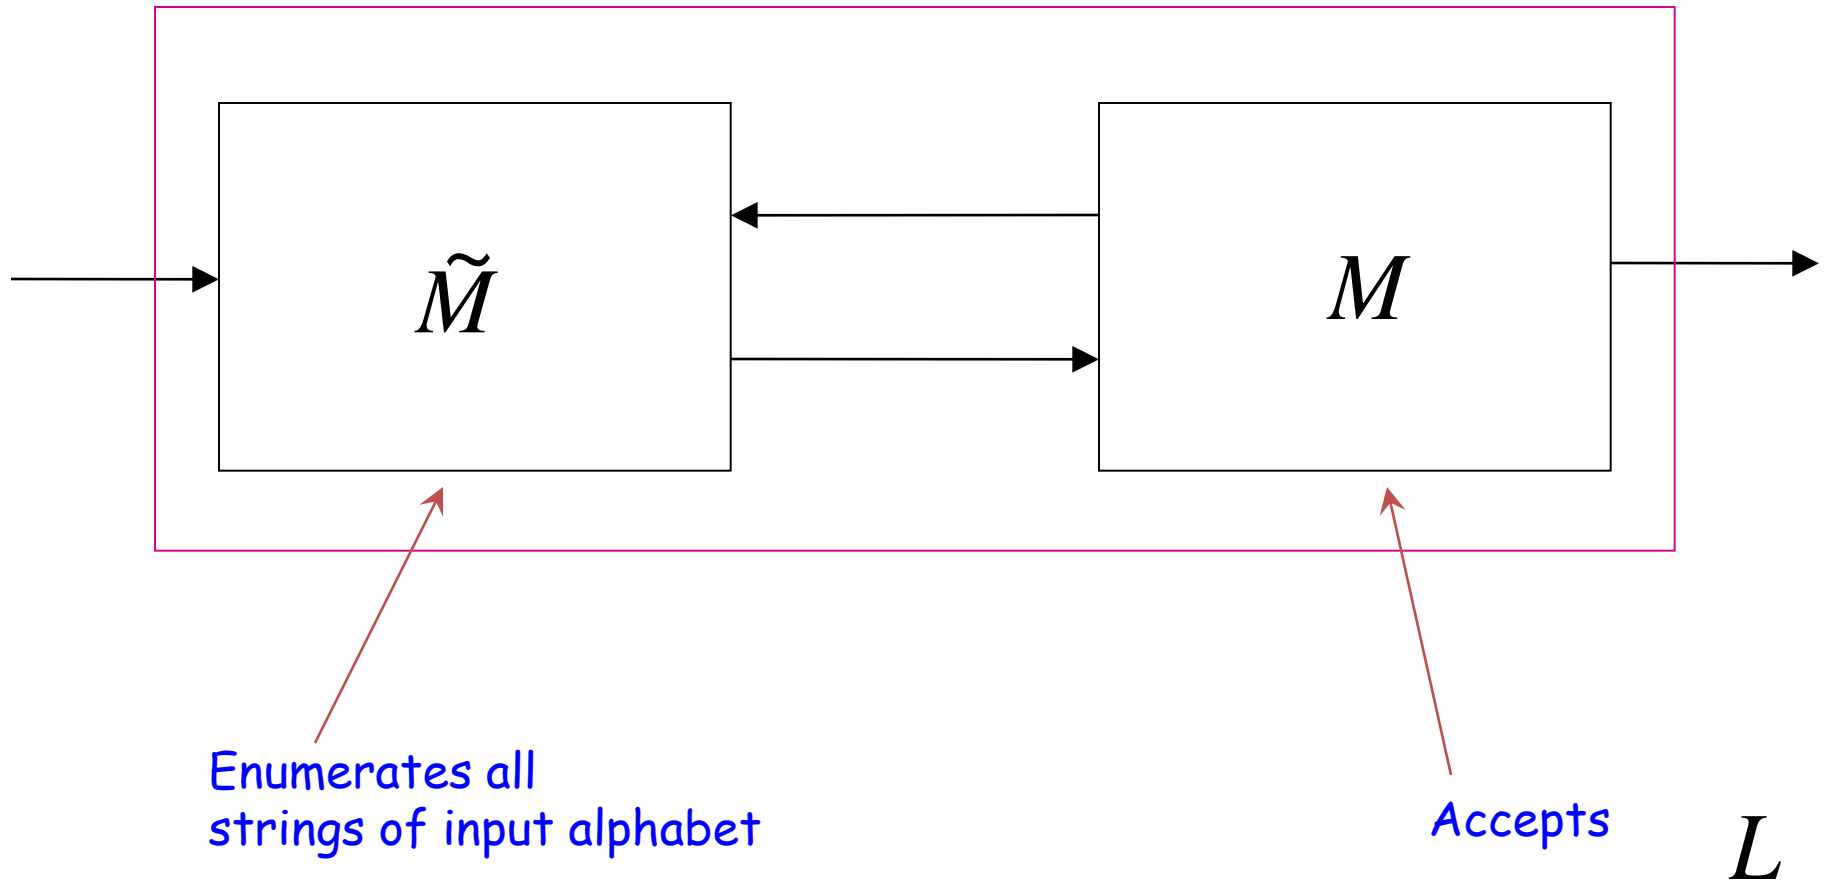 M̃
M
Enumerates all
strings of input alphabet
Accepts L